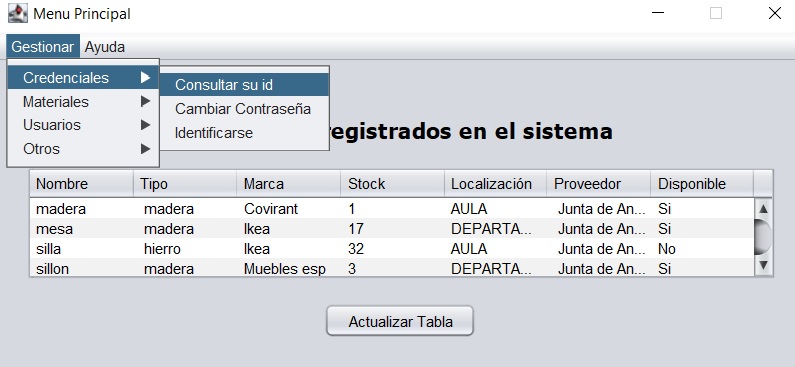 Menu Principal
Gestionar Ayuda
Credenciales
Consultar su id
Materiales
Cambiar Contraseña
Usuarios
Identificarse
Otros
registrados en el sistema
Nombre Tipo Marca Stock Localización Proveedor Disponible
madera madera Covirant 1 AULA Junta de An... Si
mesa madera Ikea 17 DEPARTA... Junta de An... Si
silla hierro Ikea 32 AULA Junta de An... No
sillon madera Muebles esp 3 DEPARTA... Junta de An... Si
Actualizar Tabla